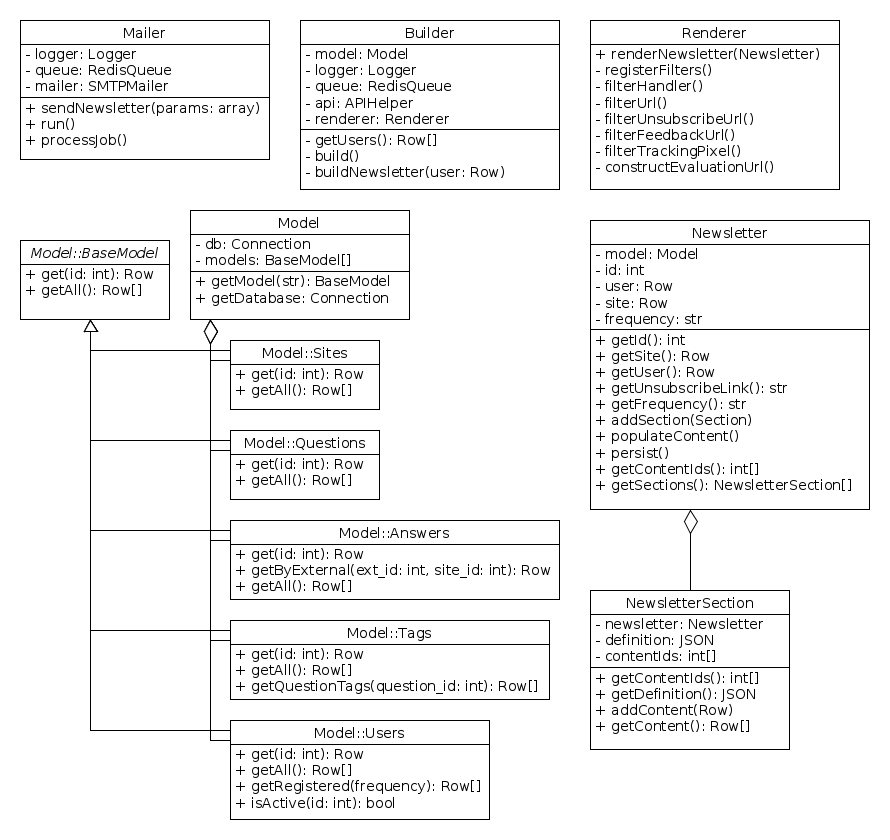 Mailer
- logger: Logger
- queue: RedisQueue
- mailer: SMTPMailer
+ sendNewsletter(params: array)
+ run()
+ processJob()
Builder
- model: Model
- logger: Logger
- queue: RedisQueue
- api: APIHelper
- renderer: Renderer
- getUsers(): Row[]
- build()
- buildNewsletter(user: Row)
Renderer
+ renderNewsletter(Newsletter)
- registerFilters()
- filterHandler()
- filterUrl()
- filterUnsubscribeUrl()
- filterFeedbackUrl()
- filterTrackingPixel()
- constructEvaluationUrl()
Model::BaseModel
+ get(id: int): Row
+ getAll(): Row[]
Model
- db: Connection
- models: BaseModel[]
+ getModel(str): BaseModel
+ getDatabase: Connection
Newsletter
- model: Model
- id: int
- user: Row
- site: Row
- frequency: str
+ getId(): int
+ getSite(): Row
+ getUser(): Row
+ getUnsubscribeLink(): str
+ getFrequency(): str
+ addSection(Section)
+ populateContent()
+ persist()
+ getContentIds(): int[]
+ getSections(): NewsletterSection[]
Model::Sites
+ get(id: int): Row
+ getAll(): Row[]
Model::Questions
+ get(id: int): Row
+ getAll(): Row[]
Model::Answers
+ get(id: int): Row
+ getByExternal(ext_id: int, site_id: int): Row
+ getAll(): Row[]
Model::Tags
+ get(id: int): Row
+ getAll(): Row[]
+ getQuestionTags(question_id: int): Row[]
Model::Users
+ get(id: int): Row
+ getAll(): Row[]
+ getRegistered(frequency): Row[]
+ isActive(id: int): bool
NewsletterSection
- newsletter: Newsletter
- definition: JSON
- contentIds: int[]
+ getContentIds(): int[]
+ getDefinition(): JSON
+ addContent(Row)
+ getContent(): Row[]